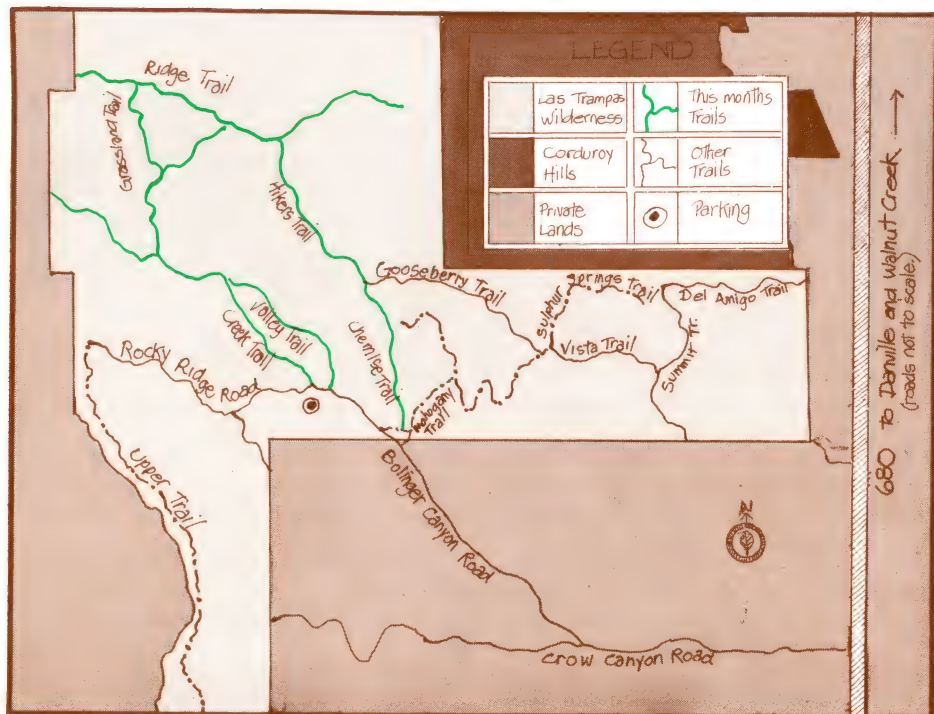 LEGEND
Las Trampas
Wilderness
This months
Trails
Corduroy
Hills
Other
Trails
Private
Lands
Parking
Ridge Trail
Grassland Trail
Hikers Trail
Gooseberry Trail
Sulphur
Springs Trail
Del Amigo Trail
Valley Trail
Creek Trail
Chemise Trail
Vista Trail
Summit Tr.
Rocky
Ridge Road
Mahogany
Trail
Upper Trail
Bolinger Canyon Road
N
Crow Canyon Road
680 to Danville and Walnut Creek
(roads not to scale)